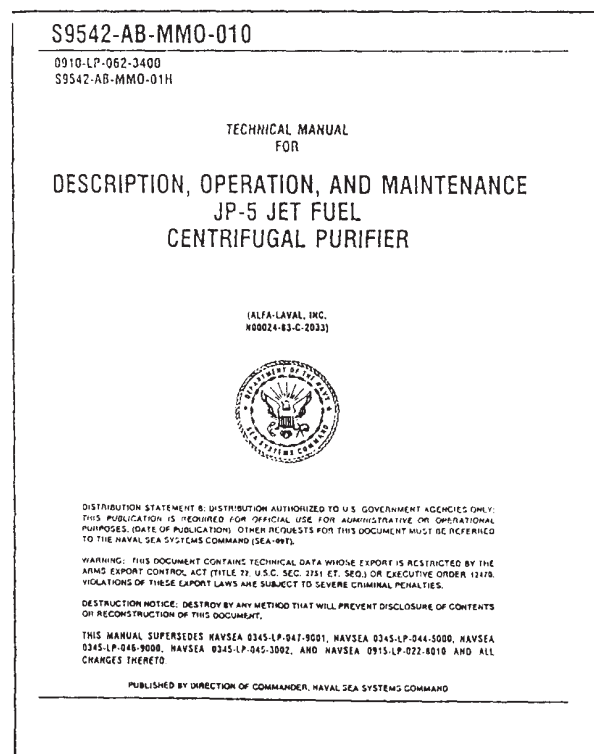 S9542-AB-MMO-010
0910-LP-062-3400
S9542-AB-MMO-01H
TECHNICAL MANUAL
FOR
DESCRIPTION, OPERATION, AND MAINTENANCE
JP-5 JET FUEL
CENTRIFUGAL PURIFIER
(ALFA-LAVAL, INC.
N00024-83-C-2033)
DEPARTMENT OF THE NAVY
SEA SYSTEMS COMMAND
DISTRIBUTION STATEMENT B: DISTRIBUTION AUTHORIZED TO U.S. GOVERNMENT AGENCIES ONLY;
THIS PUBLICATION IS REQUIRED FOR OFFICIAL USE FOR ADMINISTRATIVE OR OPERATIONAL
PURPOSES. (DATE OF PUBLICATION) OTHER REQUESTS FOR THIS DOCUMENT MUST BE REFERRED
TO THE NAVAL SEA SYSTEMS COMMAND (SEA-09T).
WARNING: THIS DOCUMENT CONTAINS TECHNICAL DATA WHOSE EXPORT IS RESTRICTED BY THE
ARMS EXPORT CONTROL ACT (TITLE 22, U.S.C. SEC. 2751 ET. SEQ.) OR EXECUTIVE ORDER 12470.
VIOLATIONS OF THESE EXPORT LAWS ARE SUBJECT TO SEVERE CRIMINAL PENALTIES.
DESTRUCTION NOTICE: DESTROY BY ANY METHOD THAT WILL PREVENT DISCLOSURE OF CONTENTS
OR RECONSTRUCTION OF THIS DOCUMENT.
THIS MANUAL SUPERSEDES NAVSEA 0345-LP-047-9001, NAVSEA 0345-LP-044-5000, NAVSEA
0345-LP-046-9000, NAVSEA 0345-LP-045-3002, AND NAVSEA 0915-LP-022-8010 AND ALL
CHANGES THERETO.
PUBLISHED BY DIRECTION OF COMMANDER, NAVAL SEA SYSTEMS COMMAND